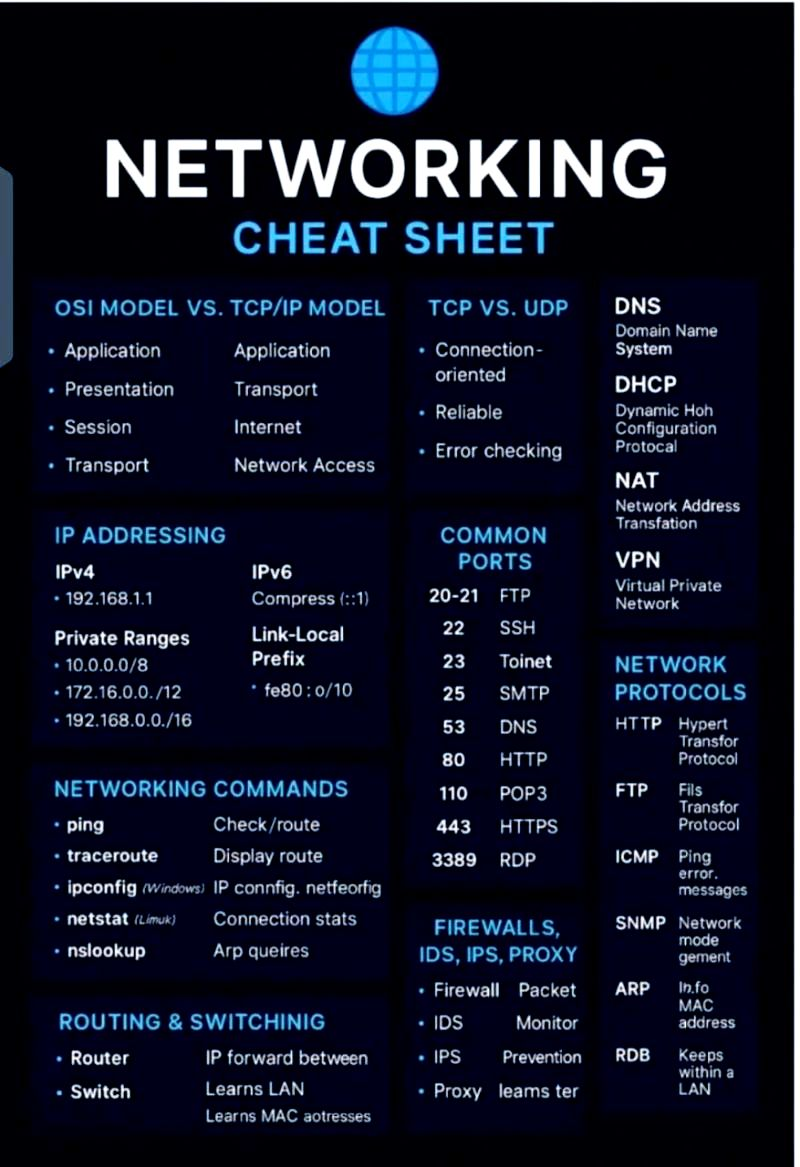 NETWORKING
CHEAT SHEET
OSI MODEL VS. TCP/IP MODEL
• Application Application
• Presentation Transport
• Session Internet
• Transport Network Access
IP ADDRESSING
IPv4
• 192.168.1.1
Private Ranges
• 10.0.0.0/8
• 172.16.0.0./12
• 192.168.0.0./16
IPv6
Compress (::1)
Link-Local
Prefix
• fe80:o/10
NETWORKING COMMANDS
• ping Check/route
• traceroute Display route
• ipconfig (Windows) IP connfig. netfeorfig
• netstat (Limuk) Connection stats
• nslookup Arp queires
ROUTING & SWITCHINIG
• Router IP forward between
• Switch Learns LAN
Learns MAC aotresses
TCP VS. UDP
• Connection-
oriented
• Reliable
• Error checking
COMMON
PORTS
20-21 FTP
22 SSH
23 Toinet
25 SMTP
53 DNS
80 HTTP
110 POP3
443 HTTPS
3389 RDP
FIREWALLS,
IDS, IPS, PROXY
• Firewall Packet
• IDS Monitor
• IPS Prevention
• Proxy leams ter
DNS
Domain Name
System
DHCP
Dynamic Hoh
Configuration
Protocal
NAT
Network Address
Transfation
VPN
Virtual Private
Network
NETWORK
PROTOCOLS
HTTP Hypert
Transfor
Protocol
FTP Fils
Transfor
Protocol
ICMP Ping
error.
messages
SNMP Network
mode
gement
ARP In.fo
MAC
address
RDB Keeps
within a
LAN